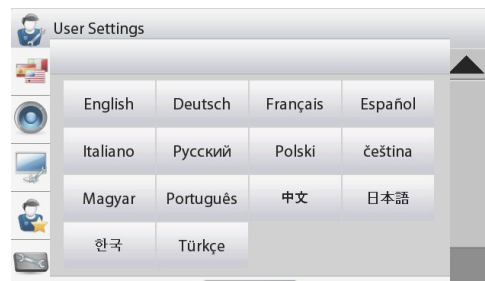 User Settings
English Deutsch Français Español
Italiano Русский Polski čeština
Magyar Português 中文 日本語
한국 Türkçe